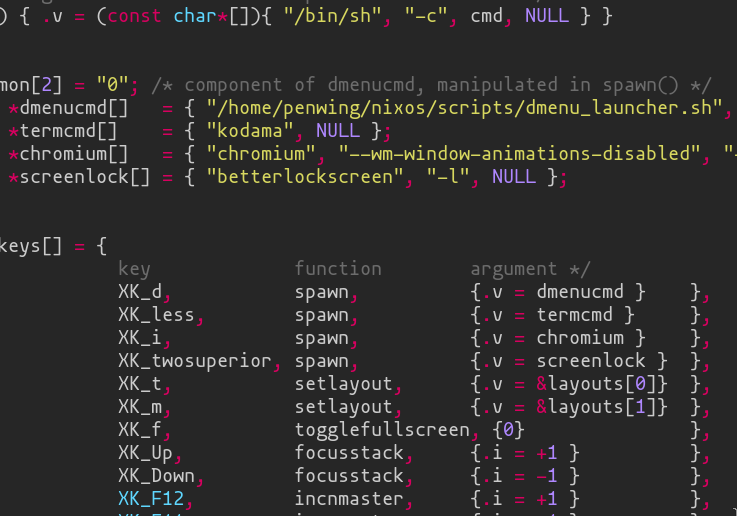 ) { .v = (const char*[]){ "/bin/sh", "-c", cmd, NULL } }
mon[2] = "0"; /* component of dmenucmd, manipulated in spawn() */
*dmenucmd[] = { "/home/penwing/nixos/scripts/dmenu_launcher.sh",
*termcmd[] = { "kodama", NULL };
*chromium[] = { "chromium", "--wm-window-animations-disabled", "-
*screenlock[] = { "betterlockscreen", "-l", NULL };
keys[] = {
key function argument */
XK_d, spawn, {.v = dmenucmd } },
XK_less, spawn, {.v = termcmd } },
XK_i, spawn, {.v = chromium } },
XK_twosuperior, spawn, {.v = screenlock } },
XK_t, setlayout, {.v = &layouts[0]} },
XK_m, setlayout, {.v = &layouts[1]} },
XK_f, togglefullscreen, {0} },
XK_Up, focusstack, {.i = +1 } },
XK_Down, focusstack, {.i = -1 } },
XK_F12, incnmaster, {.i = +1 } },